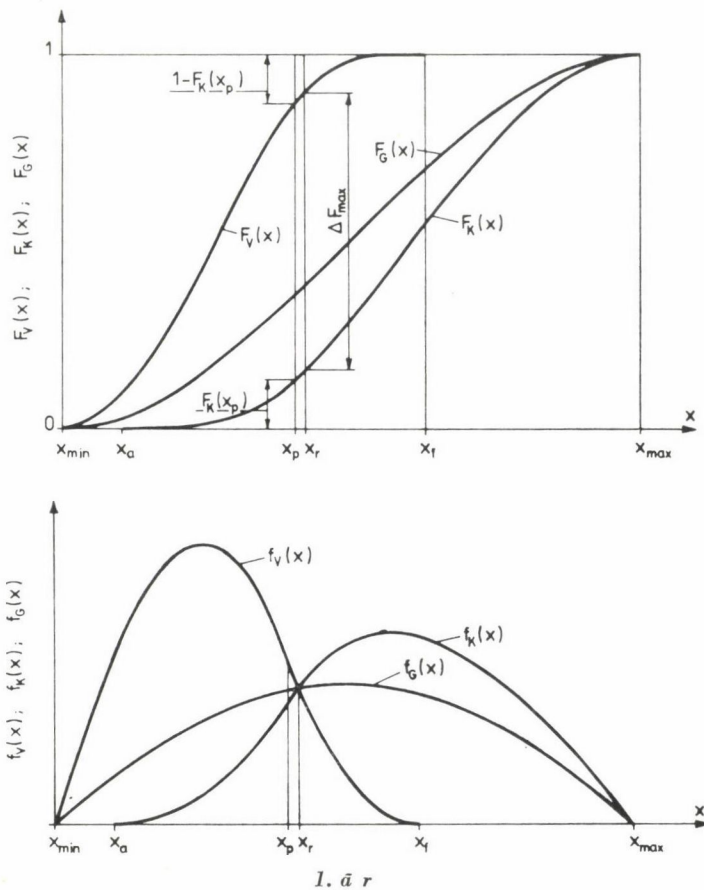 1
1-F_K(x_p)
F_G(x)
ΔF_max
F_V(x)
F_K(x)
F_V(x); F_K(x); F_G(x)
F_K(x_p)
0
x
x_min x_a x_p x_r x_f x_max
f_V(x)
f_K(x)
f_G(x)
f_V(x); f_K(x); f_G(x)
x
x_min x_a x_p x_r x_f x_max
1. ā r